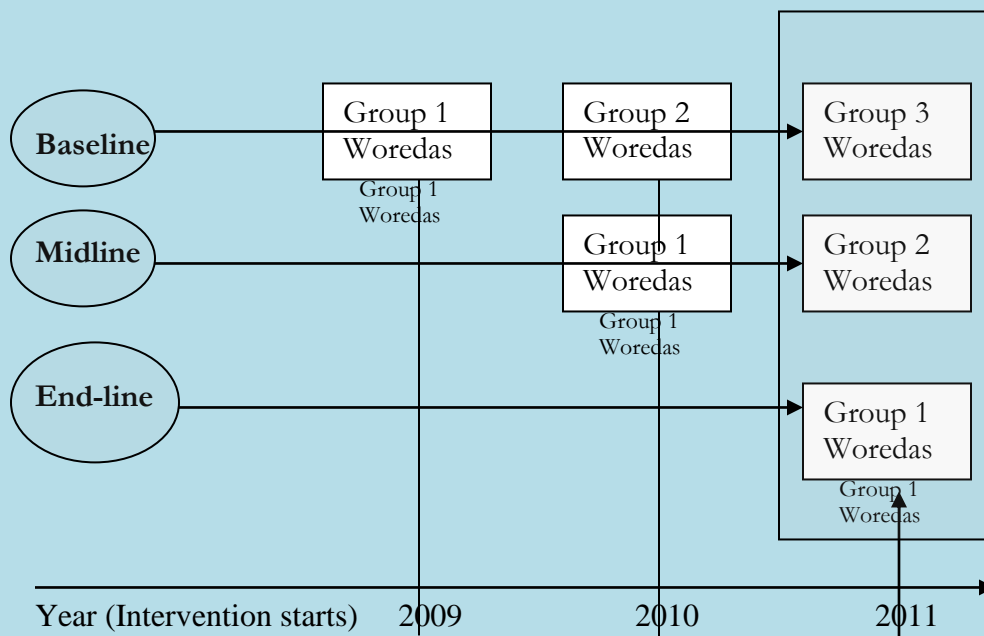 Baseline
Group 1
Woredas
Group 1
Woredas
Group 2
Woredas
Group 3
Woredas
Midline
Group 1
Woredas
Group 1
Woredas
Group 2
Woredas
End-line
Group 1
Woredas
Group 1
Woredas
Year (Intervention starts) 2009 2010 2011